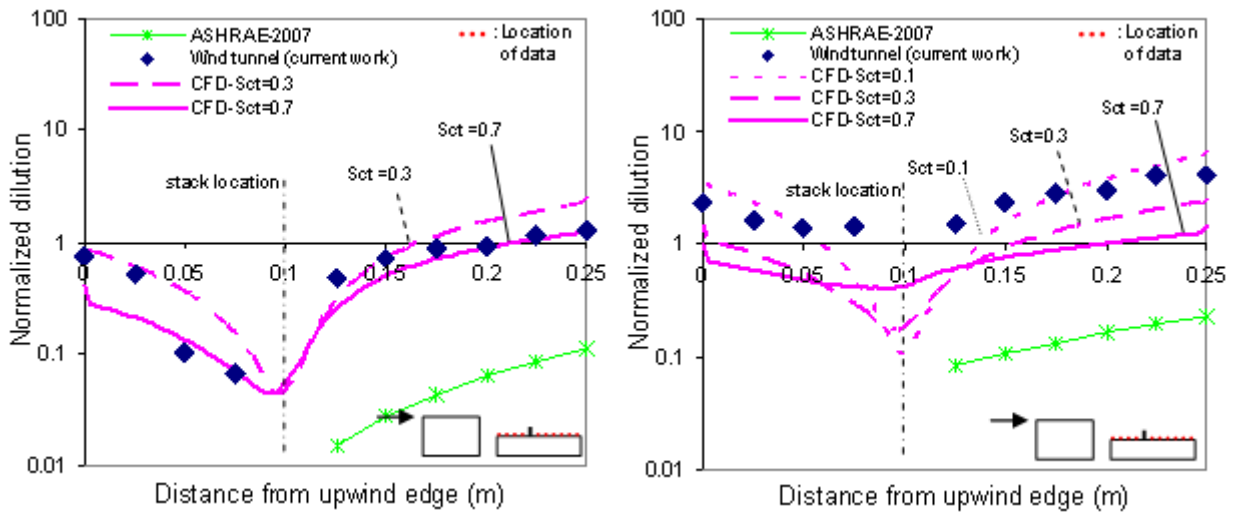 100
10
1
0.1
0.01
Normalized dilution
ASHRAE-2007
Wind tunnel (current work)
CFD-Sct=0.3
CFD-Sct=0.7
: Location
of data
Sct =0.7
Sct =0.3
stack location
0
0.05
0.1
0.15
0.2
0.25
Distance from upwind edge (m)
100
10
1
0.1
0.01
Normalized dilution
ASHRAE-2007
Wind tunnel (current work)
CFD-Sct=0.1
CFD-Sct=0.3
CFD-Sct=0.7
: Location
of data
Sct =0.7
Sct =0.3
Sct =0.1
stack location
0
0.05
0.1
0.15
0.2
0.25
Distance from upwind edge (m)